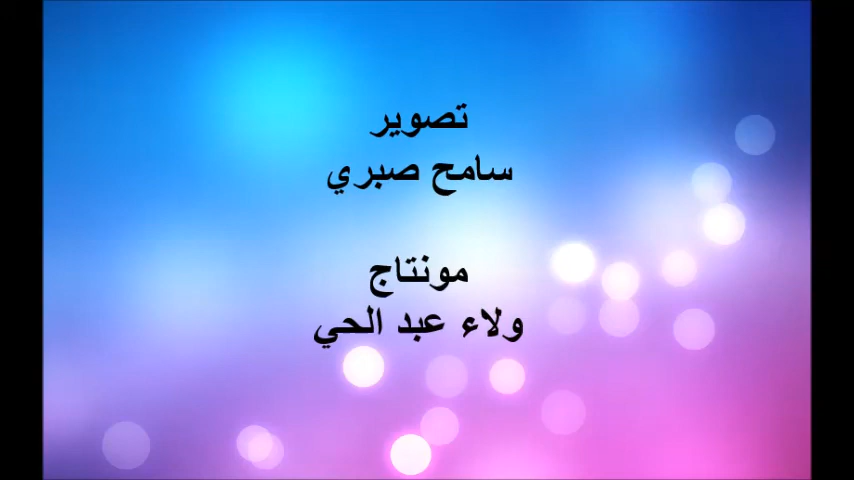 تصوير
سامح صبري
مونتاج
ولاء عبد الحي